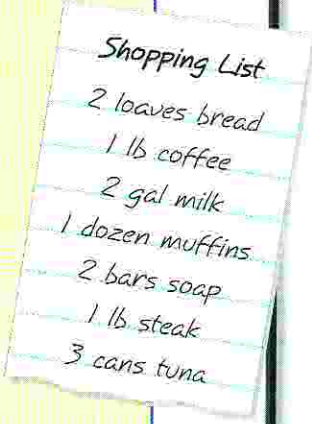 Shopping List
2 loaves bread
1 lb coffee
2 gal milk
1 dozen muffins
2 bars soap
1 lb steak
3 cans tuna